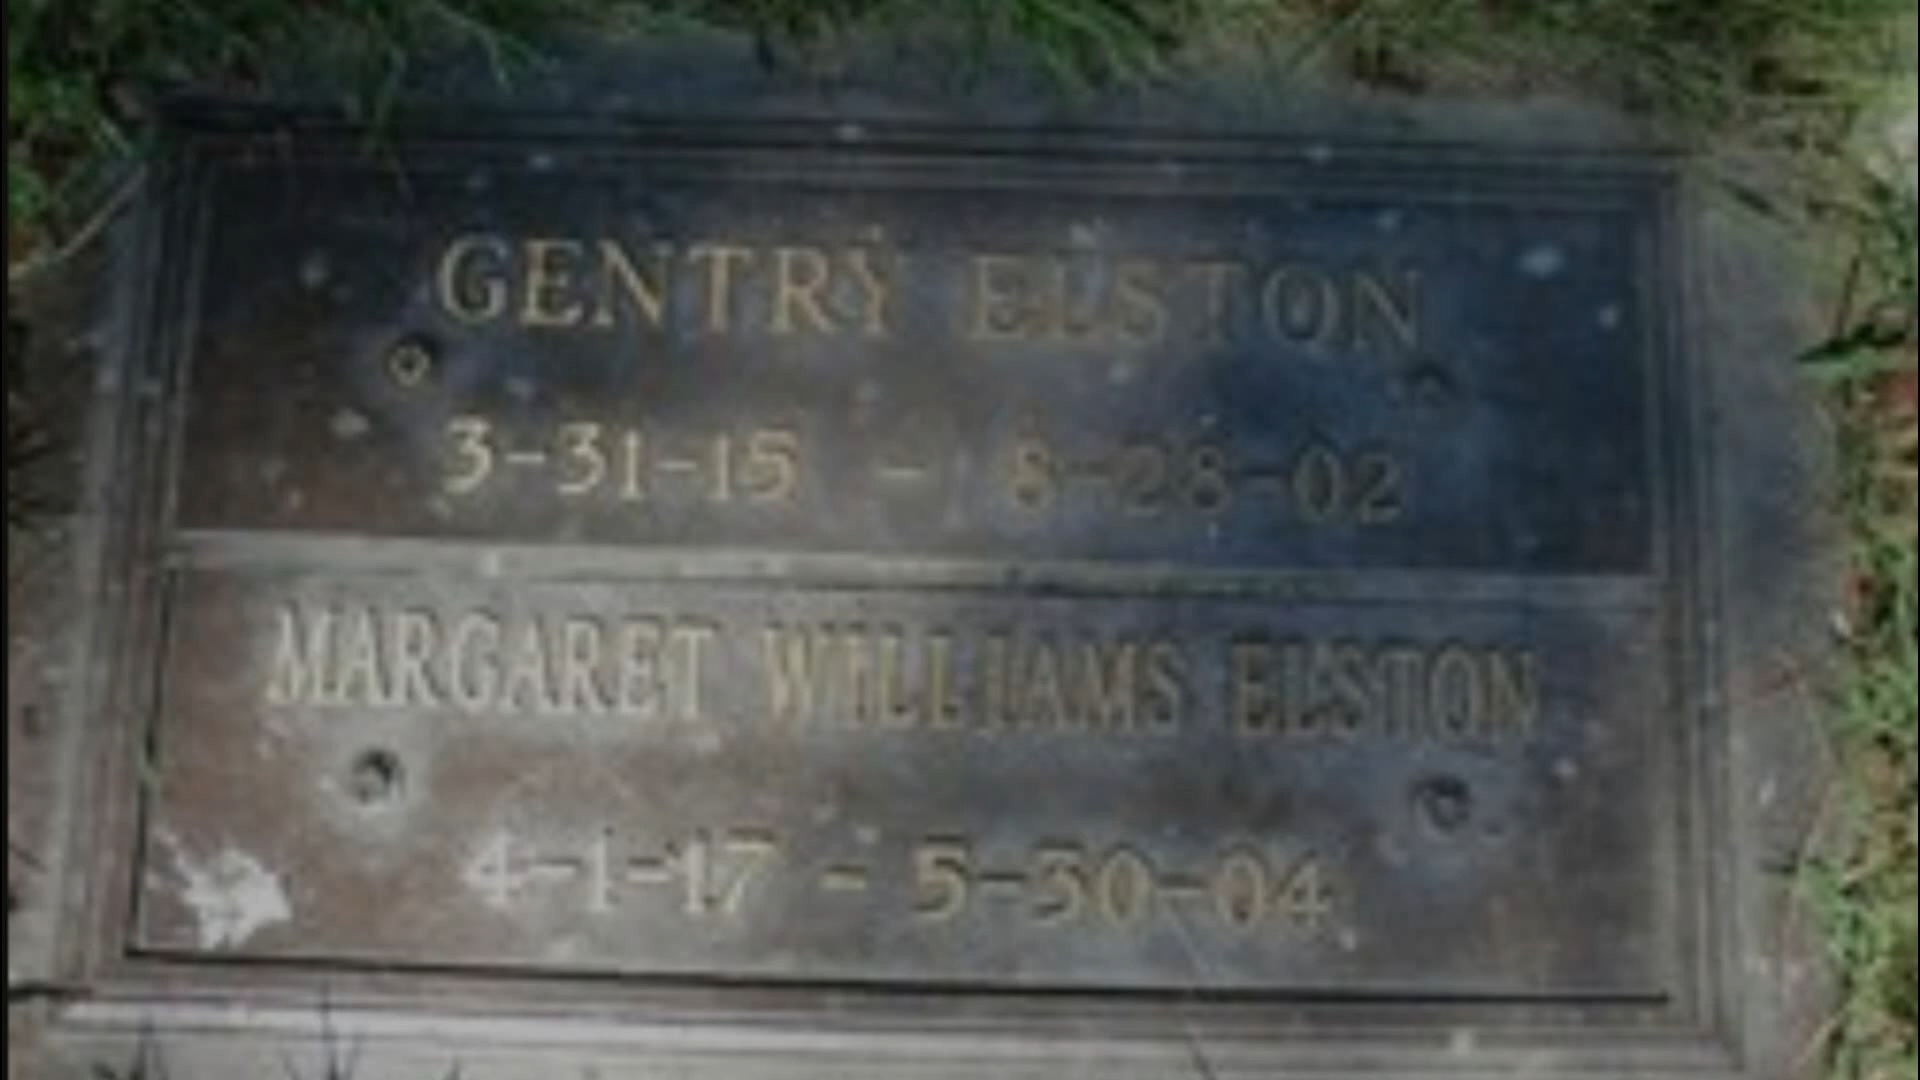 GENTRY ELSTON
3-31-15 - 8-28-02
MARGARET WILLIAMS ELSTON
4-1-17 - 5-30-04